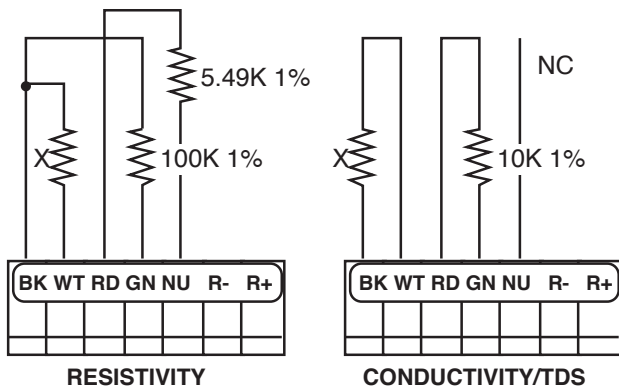 5.49K 1%
X
100K 1%
BK WT RD GN NU R- R+
RESISTIVITY
NC
X
10K 1%
BK WT RD GN NU R- R+
CONDUCTIVITY/TDS